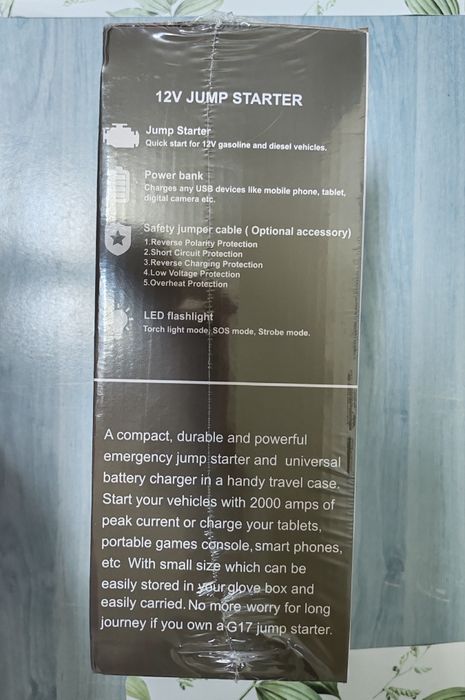 12V JUMP STARTER
Jump Starter
Quick start for 12V gasoline and diesel vehicles.
Power bank
Charges any USB devices like mobile phone, tablet,
digital camera etc.
Safety jumper cable ( Optional accessory)
1.Reverse Polarity Protection
2.Short Circuit Protection
3.Reverse Charging Protection
4.Low Voltage Protection
5.Overheat Protection
LED flashlight
Torch light mode, SOS mode, Strobe mode.
A compact, durable and powerful
emergency jump starter and universal
battery charger in a handy travel case.
Start your vehicles with 2000 amps of
peak current or charge your tablets,
portable games console, smart phones,
etc With small size which can be
easily stored in your glove box and
easily carried. No more worry for long
journey if you own a G17 jump starter.